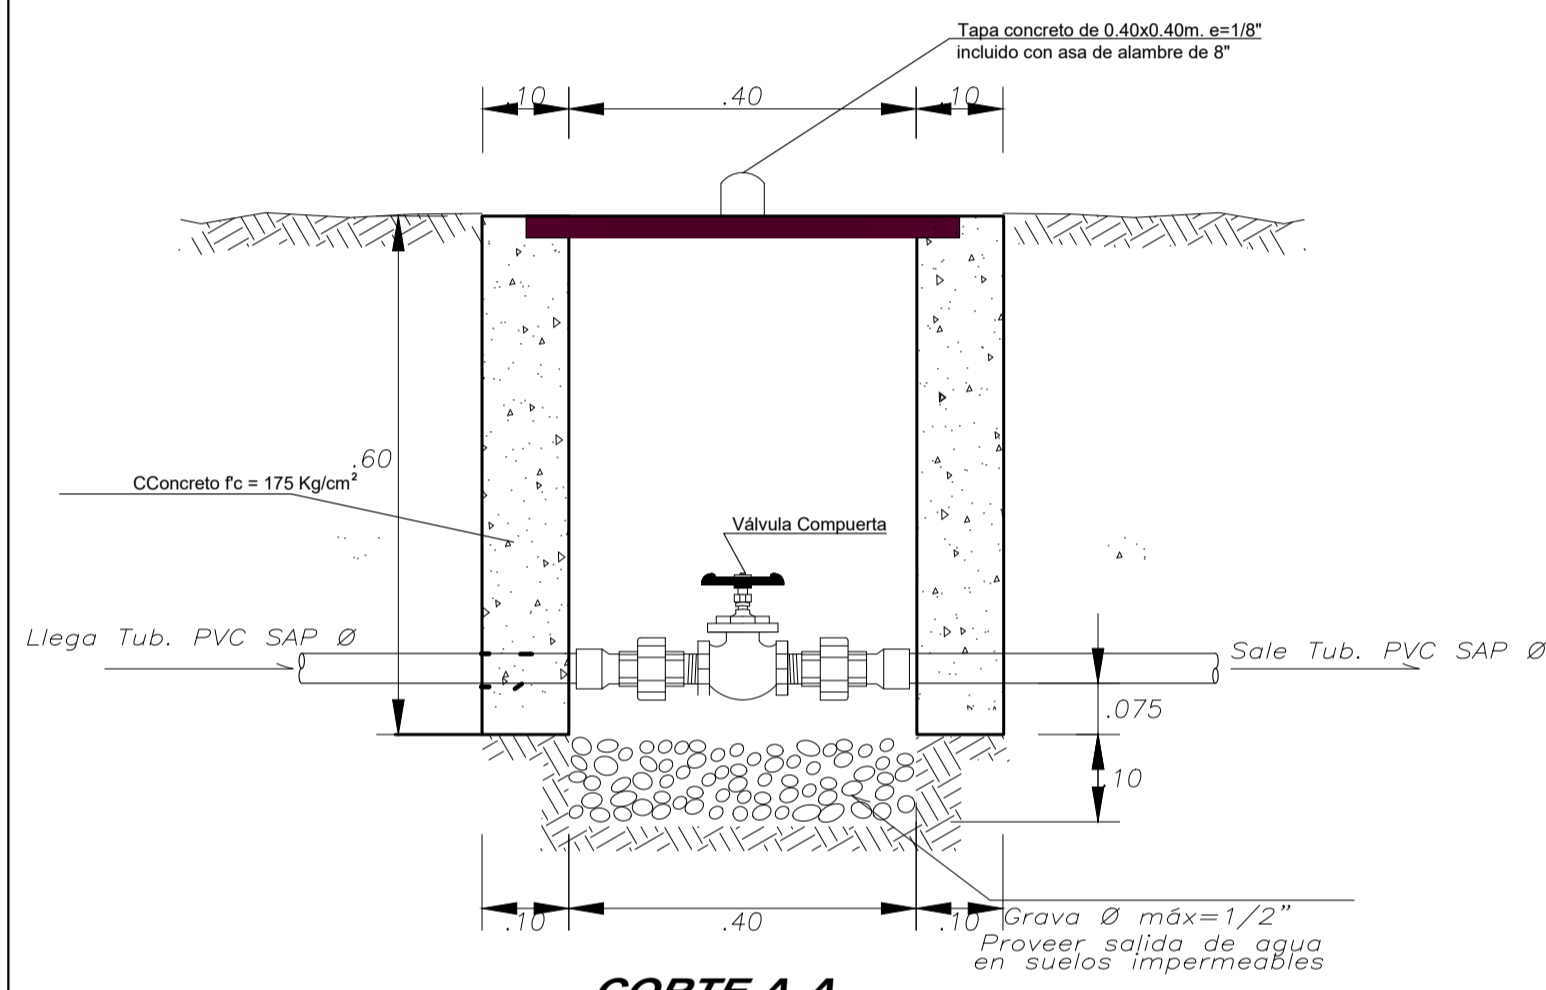 Tapa concreto de 0.40x0.40m. e=1/8"
incluido con asa de alambre de 8"
.10
.40
.10
.60
CConcreto f'c = 175 Kg/cm²
Válvula Compuerta
Llega Tub. PVC SAP Ø
Sale Tub. PVC SAP Ø
.075
.10
.10
.40
.10
Grava Ø máx=1/2"
Proveer salida de agua
en suelos impermeables
CORTE A-A